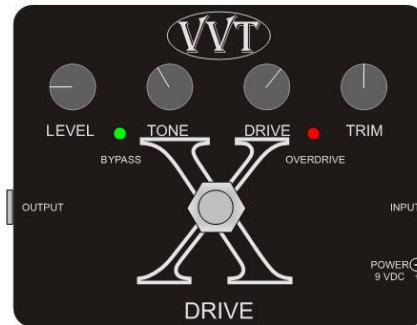 VVT
LEVEL TONE DRIVE TRIM
BYPASS OVERDRIVE
OUTPUT INPUT
POWER
9 VDC
X
DRIVE